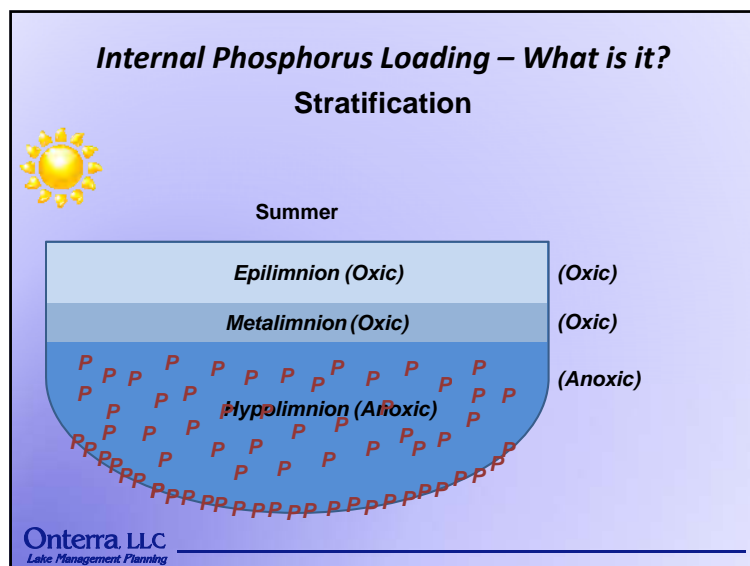 Internal Phosphorus Loading – What is it?
Stratification
Summer
Epilimnion (Oxic) (Oxic)
Metalimnion (Oxic) (Oxic)
P P P P P P P P P P P P P
(Anoxic)
P P P P P P
Hypolimnion (Anoxic)
P P P P P
P P P P P P P P
P P P P P P P
P P P P
P P P P P P P P P P P P P P P P P P P P P P P P P P P P P P
Onterra, LLC
Lake Management Planning